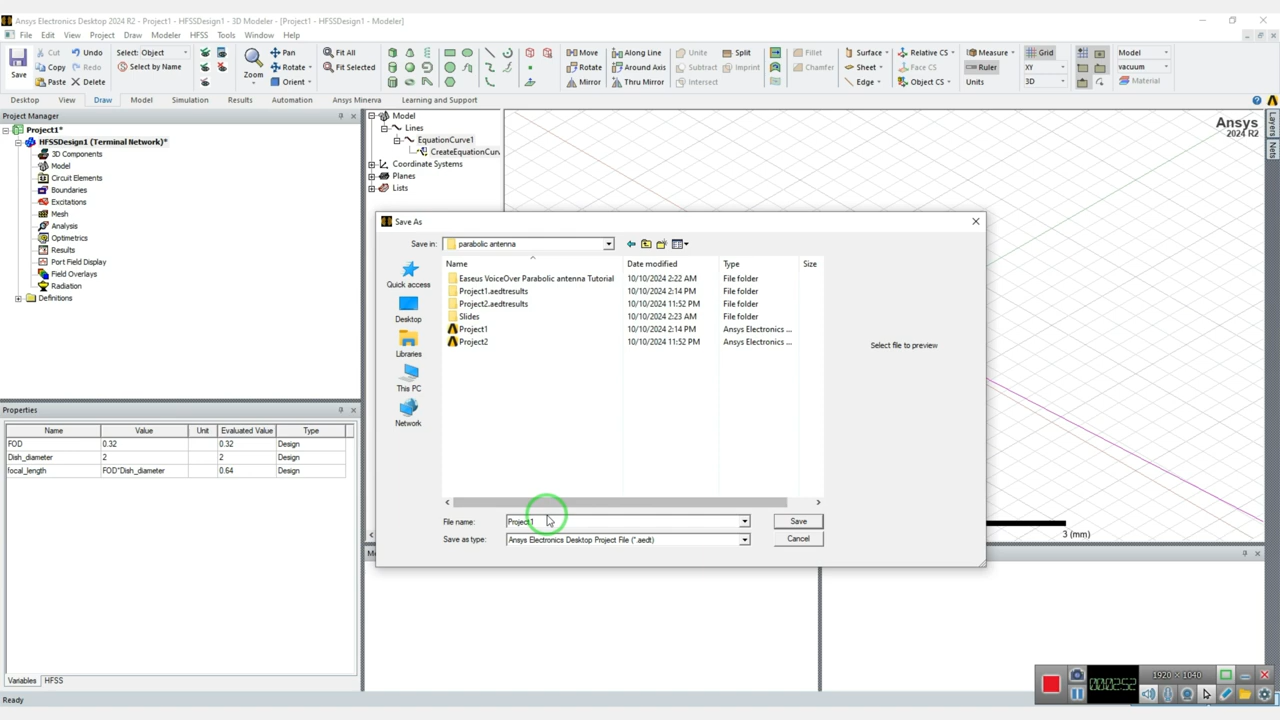 Ansys Electronics Desktop 2024 R2 - Project1 - HFSSDesign1 - 3D Modeler - [Project1 - HFSSDesign1 - Modeler]
File Edit View Project Draw Modeler HFSS Tools Window Help
Save
Cut Undo
Copy Redo
Paste Delete
Select: Object
Select by Name
Zoom
Pan
Rotate
Orient
Fit All
Fit Selected
Move
Rotate
Mirror
Along Line
Around Axis
Thru Mirror
Unite Split
Subtract Imprint
Intersect
Fillet
Chamfer
Surface
Sheet
Edge
Relative CS
Face CS
Object CS
Measure
Ruler
Units
Grid
XY
3D
Model
vacuum
Material
Desktop View Draw Model Simulation Results Automation Ansys Minerva Learning and Support
Project Manager
Project1*
HFSSDesign1 (Terminal Network)*
3D Components
Model
Circuit Elements
Boundaries
Excitations
Mesh
Analysis
Optimetrics
Results
Port Field Display
Field Overlays
Radiation
Definitions
Model
Lines
EquationCurve1
CreateEquationCurv
Coordinate Systems
Planes
Lists
Ansys
2024 R2
Layers
Nets
Save As
Save in: parabolic antenna
Quick access
Desktop
Libraries
This PC
Network
Name Date modified Type Size
Easeus VoiceOver Parabolic antenna Tutorial 10/10/2024 2:22 AM File folder
Project1.aedtresults 10/10/2024 2:14 PM File folder
Project2.aedtresults 10/10/2024 11:52 PM File folder
Slides 10/10/2024 2:23 AM File folder
Project1 10/10/2024 2:14 PM Ansys Electronics ...
Project2 10/10/2024 11:52 PM Ansys Electronics ...
Select file to preview
File name: Project1 Save
Save as type: Ansys Electronics Desktop Project File (*.aedt) Cancel
3 (mm)
Properties
Name Value Unit Evaluated Value Type
FOD 0.32 0.32 Design
Dish_diameter 2 2 Design
focal_length FOD*Dish_diameter 0.64 Design
Variables HFSS
Ready
00:02:52
1920 × 1040